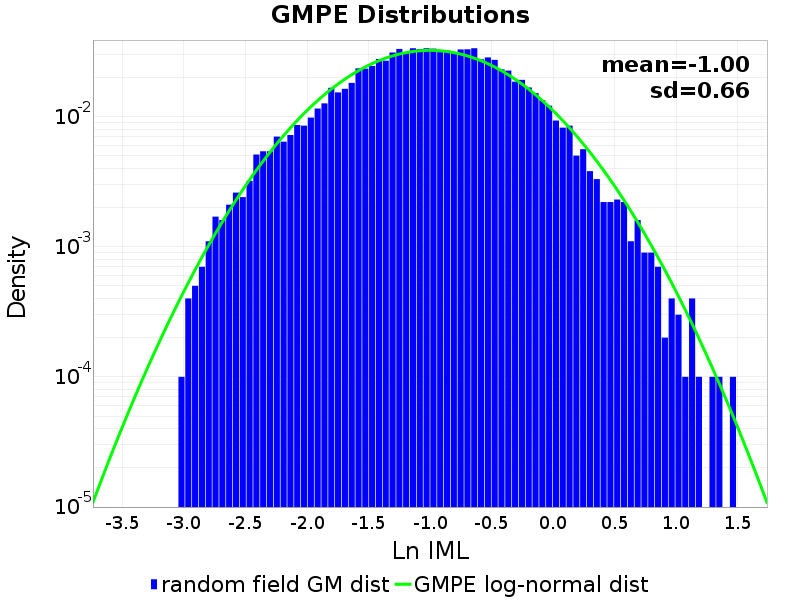 GMPE Distributions
mean=-1.00
sd=0.66
10-2
10-3
10-4
10-5
Density
-3.5 -3.0 -2.5 -2.0 -1.5 -1.0 -0.5 0.0 0.5 1.0 1.5
Ln IML
random field GM dist GMPE log-normal dist